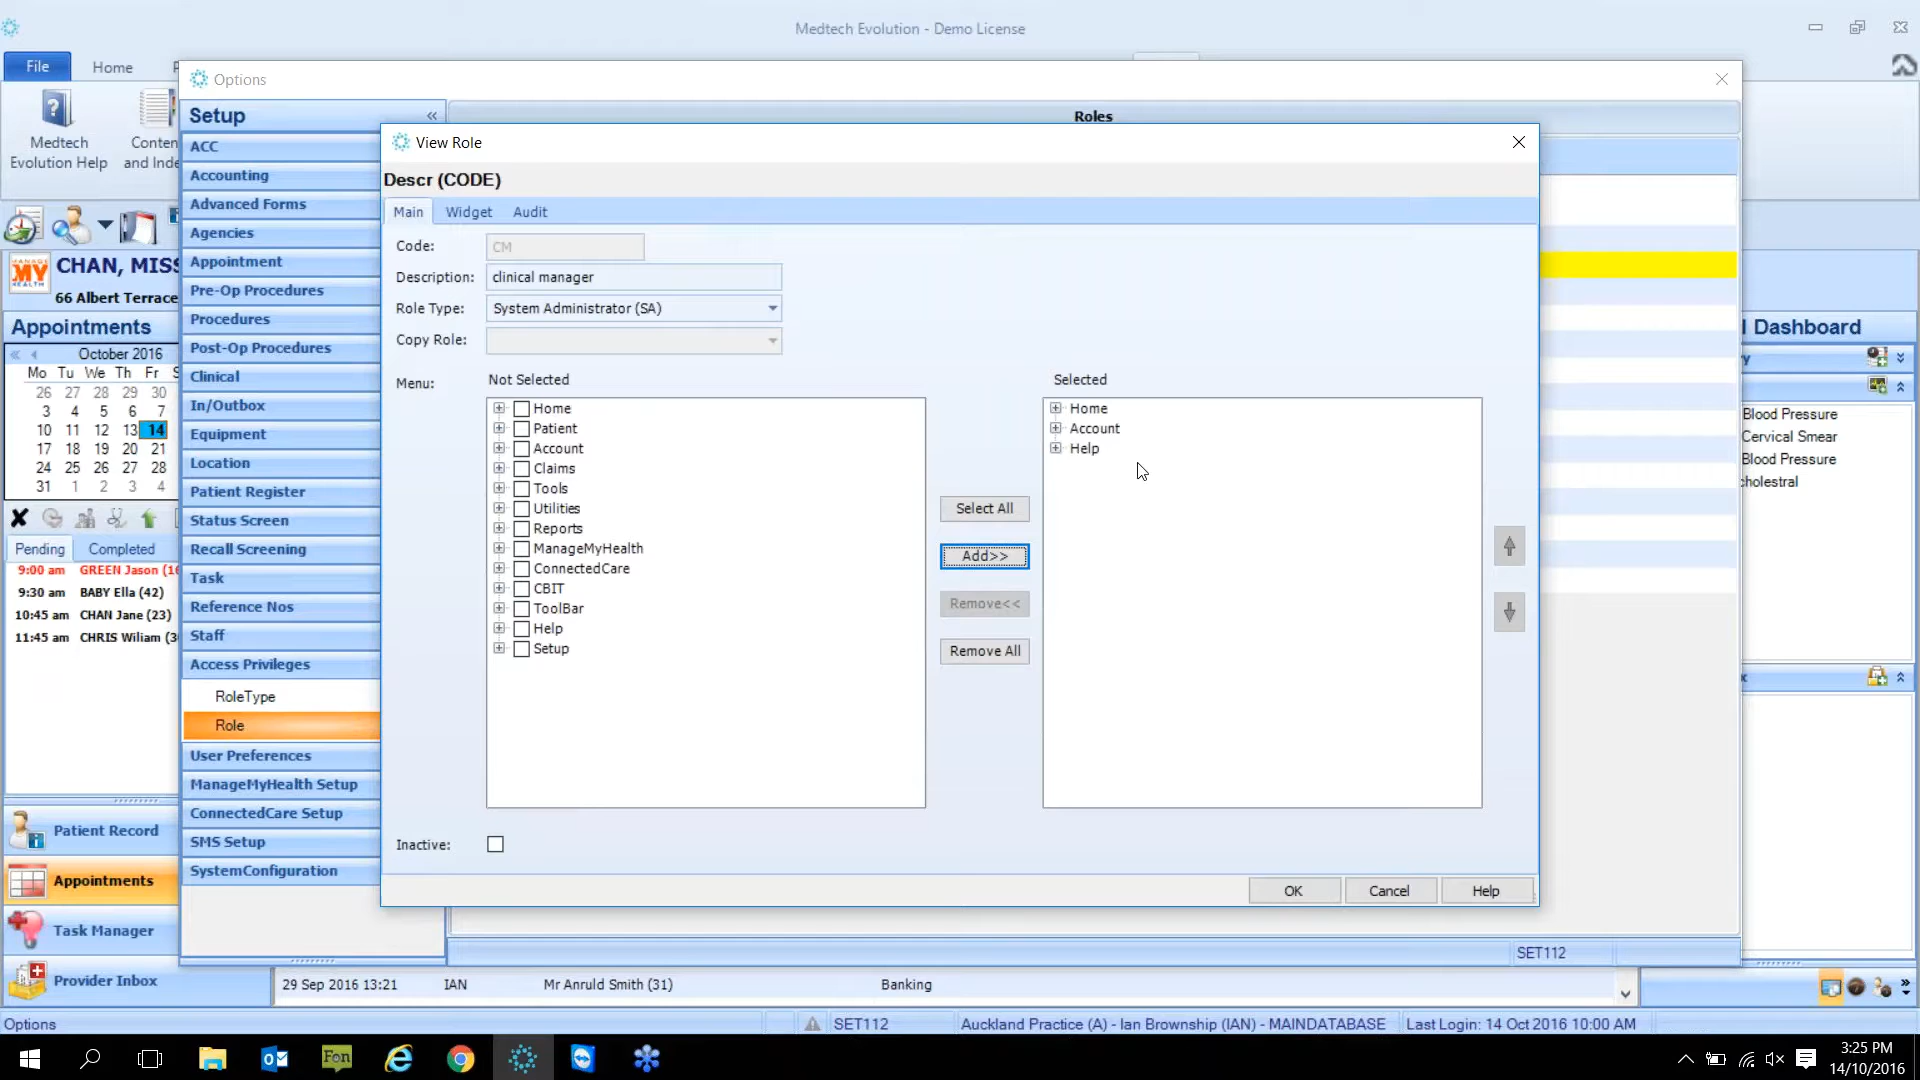 Medtech Evolution - Demo License
File
Home
Options
Setup
Roles
Medtech
Evolution Help
Conten
and Inde
View Role
Descr (CODE)
Main
Widget
Audit
Code:
CM
Description:
clinical manager
Role Type:
System Administrator (SA)
Copy Role:
Menu:
Not Selected
Selected
Home
Patient
Account
Claims
Tools
Utilities
Reports
ManageMyHealth
ConnectedCare
CBIT
ToolBar
Help
Setup
Select All
Add>>
Remove<<
Remove All
Home
Account
Help
Inactive:
OK
Cancel
Help
ACC
Accounting
Advanced Forms
Agencies
Appointment
Pre-Op Procedures
Procedures
Post-Op Procedures
Clinical
In/Outbox
Equipment
Location
Patient Register
Status Screen
Recall Screening
Task
Reference Nos
Staff
Access Privileges
RoleType
Role
User Preferences
ManageMyHealth Setup
ConnectedCare Setup
SMS Setup
SystemConfiguration
MANAGE
MY
HEALTH
CHAN, MISS
66 Albert Terrace
Appointments
October 2016
Mo Tu We Th Fr S
26 27 28 29 30
3 4 5 6 7
10 11 12 13 14
17 18 19 20 21
24 25 26 27 28
31 1 2 3 4
Pending
Completed
9:00 am GREEN Jason (16
9:30 am BABY Ella (42)
10:45 am CHAN Jane (23)
11:45 am CHRIS Wiliam (3
Patient Record
Appointments
Task Manager
Provider Inbox
l Dashboard
y
Blood Pressure
Cervical Smear
Blood Pressure
cholestral
x
SET112
29 Sep 2016 13:21
IAN
Mr Anruld Smith (31)
Banking
Options
SET112
Auckland Practice (A) - Ian Brownship (IAN) - MAINDATABASE
Last Login: 14 Oct 2016 10:00 AM
Fon
3:25 PM
14/10/2016